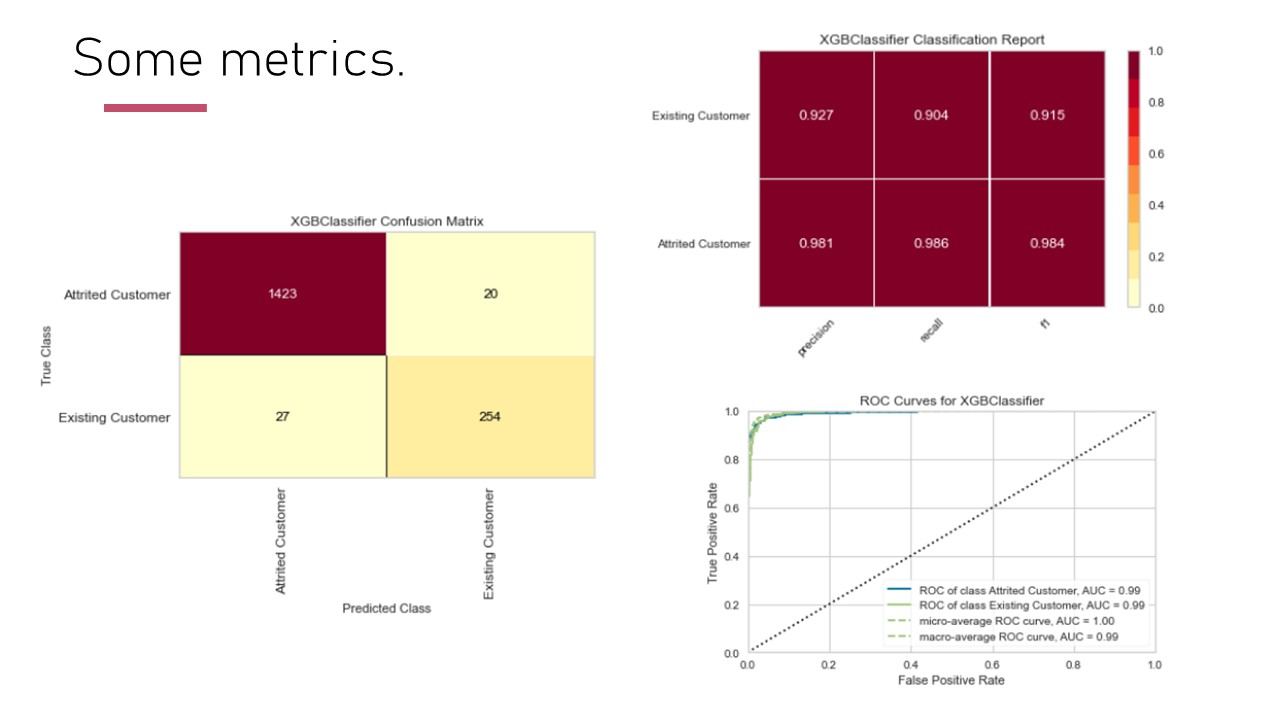 Some metrics.
XGBClassifier Confusion Matrix
True Class
Attrited Customer
1423
20
Existing Customer
27
254
Attrited Customer
Existing Customer
Predicted Class
XGBClassifier Classification Report
Existing Customer
0.927
0.904
0.915
Attrited Customer
0.981
0.986
0.984
precision
recall
f1
1.0
0.8
0.6
0.4
0.2
0.0
ROC Curves for XGBClassifier
True Positive Rate
1.0
0.8
0.6
0.4
0.2
0.0
ROC of class Attrited Customer, AUC = 0.99
ROC of class Existing Customer, AUC = 0.99
micro-average ROC curve, AUC = 1.00
macro-average ROC curve, AUC = 0.99
0.0
0.2
0.4
0.6
0.8
1.0
False Positive Rate